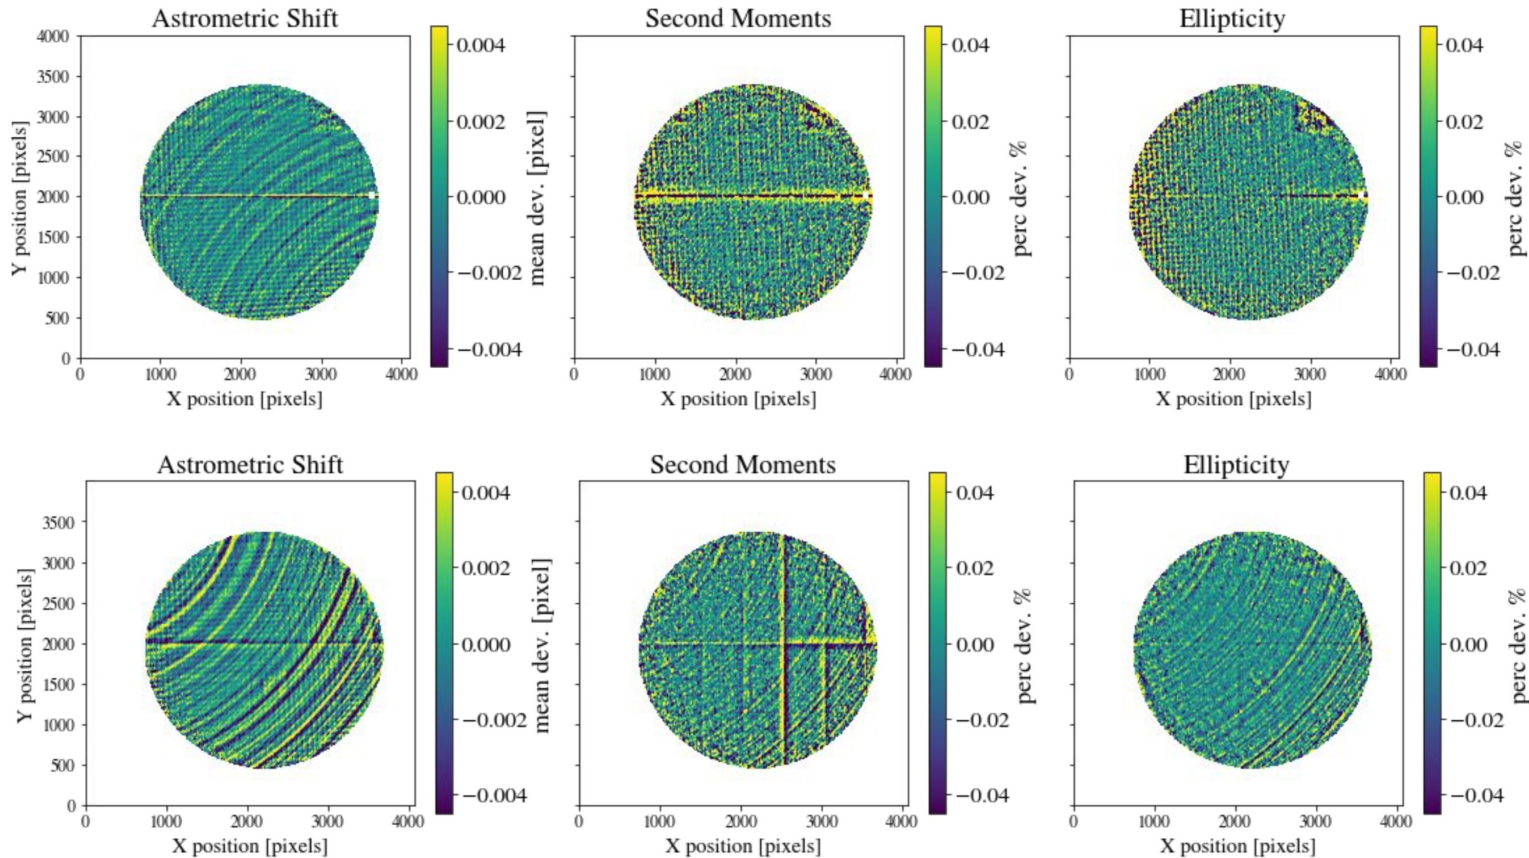 Astrometric Shift
Second Moments
Ellipticity
4000
3500
3000
2500
2000
1500
1000
500
0
Y position [pixels]
0 1000 2000 3000 4000
X position [pixels]
0.004
0.002
0.000
−0.002
−0.004
mean dev. [pixel]
0 1000 2000 3000 4000
X position [pixels]
0.04
0.02
0.00
−0.02
−0.04
perc dev. %
0 1000 2000 3000 4000
X position [pixels]
0.04
0.02
0.00
−0.02
−0.04
perc dev. %
Astrometric Shift
Second Moments
Ellipticity
3500
3000
2500
2000
1500
1000
500
0
Y position [pixels]
0 1000 2000 3000 4000
X position [pixels]
0.004
0.002
0.000
−0.002
−0.004
mean dev. [pixel]
0 1000 2000 3000 4000
X position [pixels]
0.04
0.02
0.00
−0.02
−0.04
perc dev. %
0 1000 2000 3000 4000
X position [pixels]
0.04
0.02
0.00
−0.02
−0.04
perc dev. %